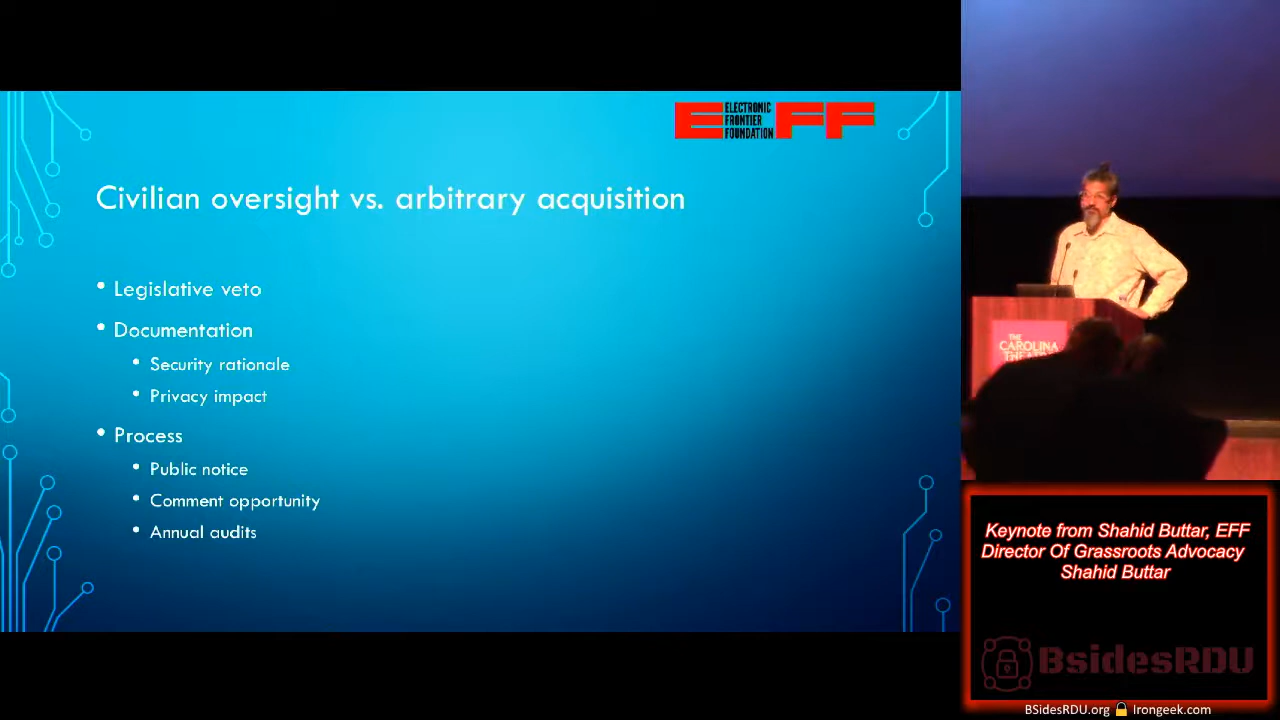 EFF
ELECTRONIC
FRONTIER
FOUNDATION
Civilian oversight vs. arbitrary acquisition
• Legislative veto
• Documentation
• Security rationale
• Privacy impact
• Process
• Public notice
• Comment opportunity
• Annual audits
THE
CAROLINA
THEATRE
Keynote from Shahid Buttar, EFF
Director Of Grassroots Advocacy
Shahid Buttar
BsidesRDU
BSidesRDU.org Irongeek.com